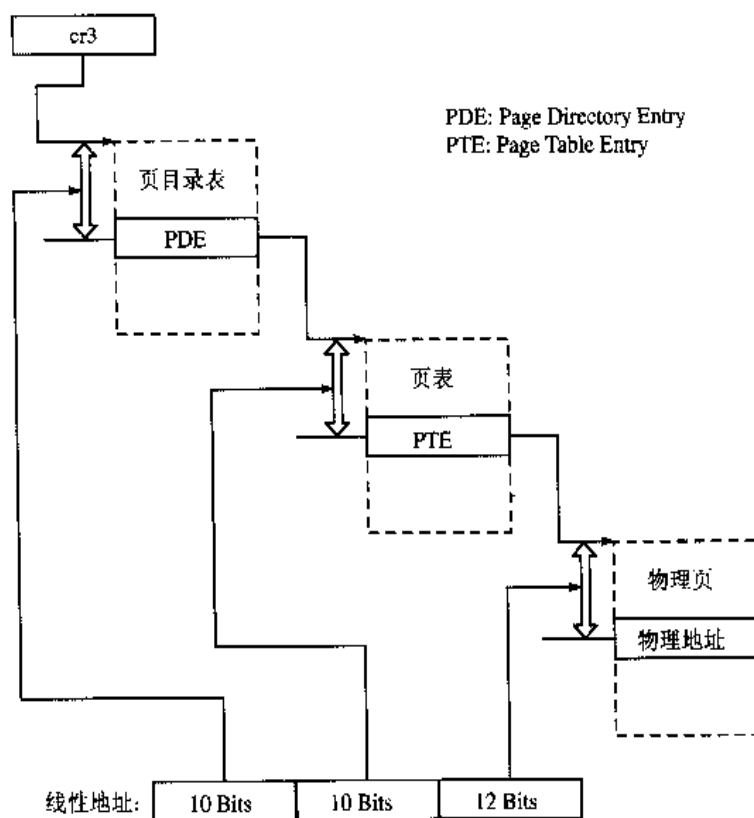 cr3
PDE: Page Directory Entry
PTE: Page Table Entry
页目录表
PDE
页表
PTE
物理页
物理地址
线性地址: 10 Bits 10 Bits 12 Bits